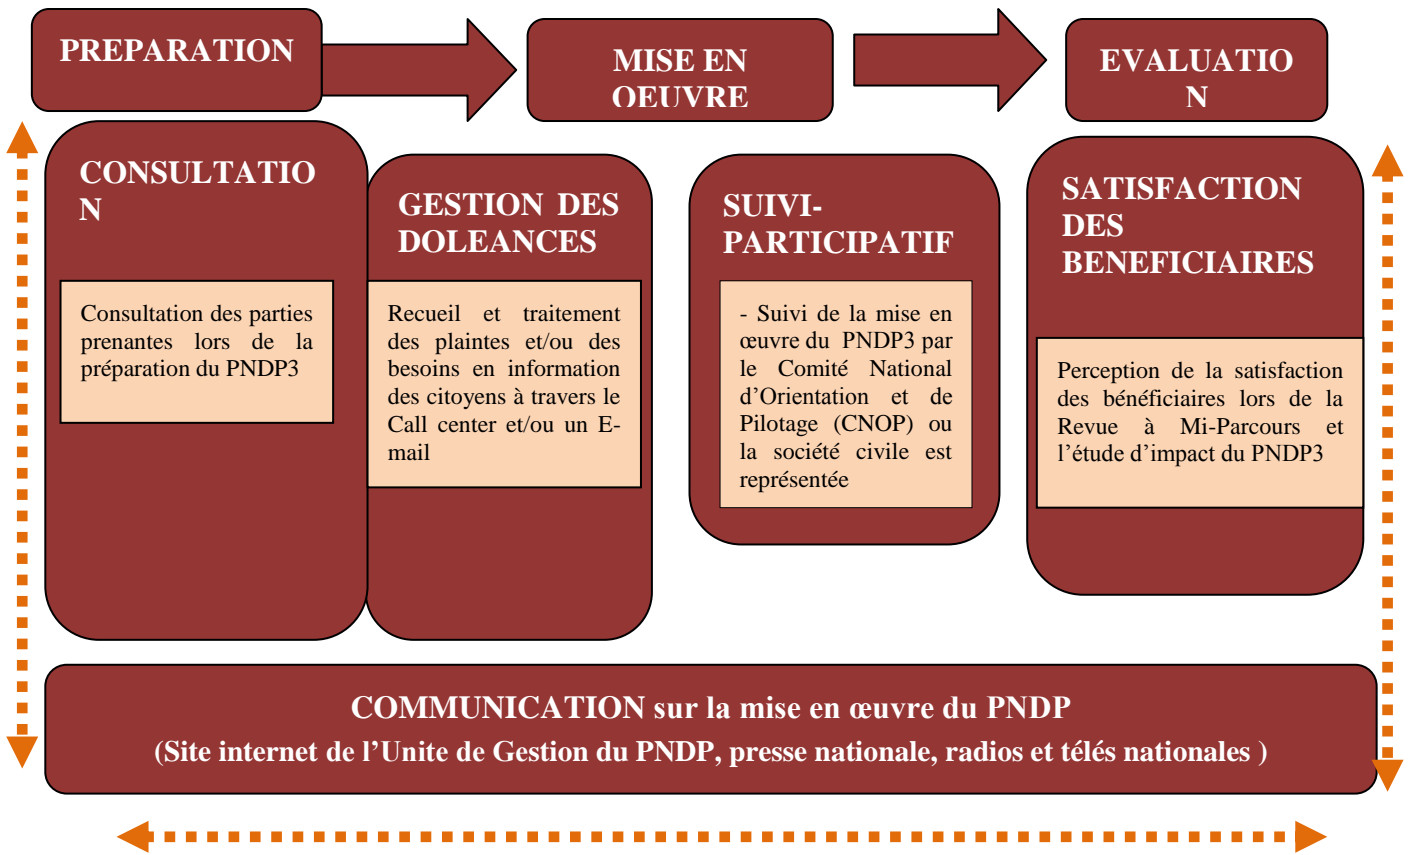 PREPARATION
MISE EN
OEUVRE
EVALUATIO
N
CONSULTATIO
N
Consultation des parties
prenantes lors de la
préparation du PNDP3
GESTION DES
DOLEANCES
Recueil et traitement
des plaintes et/ou des
besoins en information
des citoyens à travers le
Call center et/ou un E-
mail
SUIVI-
PARTICIPATIF
- Suivi de la mise en
œuvre du PNDP3 par
le Comité National
d’Orientation et de
Pilotage (CNOP) ou
la société civile est
représentée
SATISFACTION
DES
BENEFICIAIRES
Perception de la satisfaction
des bénéficiaires lors de la
Revue à Mi-Parcours et
l’étude d’impact du PNDP3
COMMUNICATION sur la mise en œuvre du PNDP
(Site internet de l’Unite de Gestion du PNDP, presse nationale, radios et télés nationales )